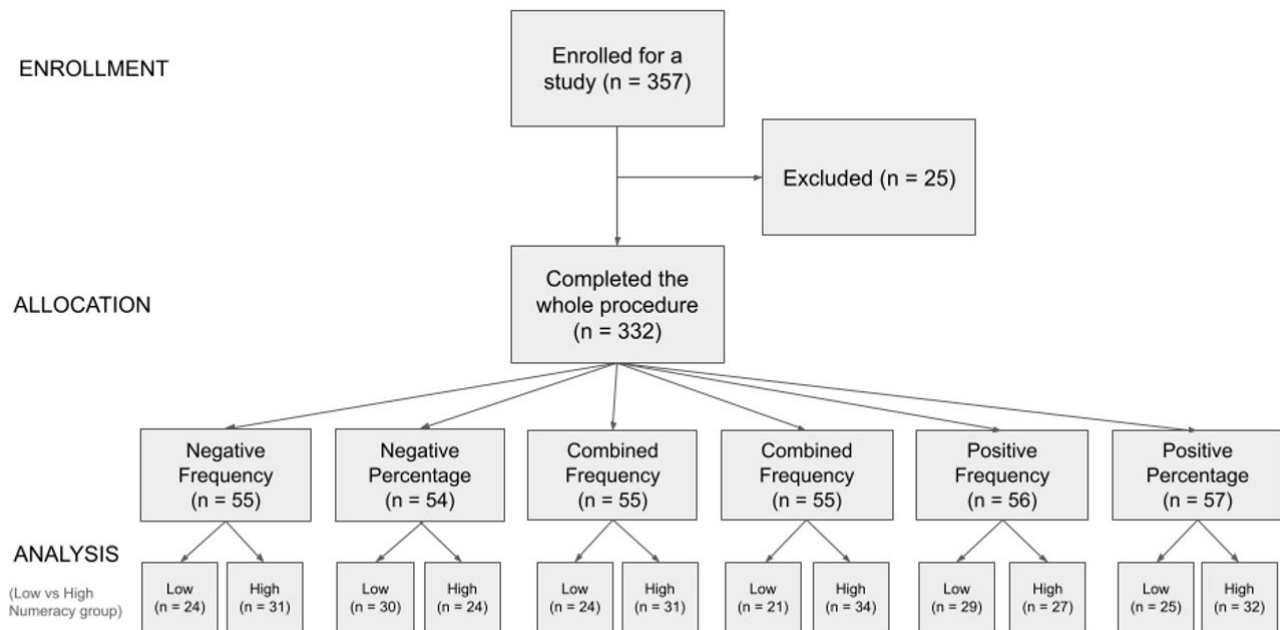 Enrolled for a
study (n = 357)
ENROLLMENT
Excluded (n = 25)
Completed the
whole procedure
(n = 332)
ALLOCATION
Negative
Frequency
(n = 55)
Negative
Percentage
(n = 54)
Combined
Frequency
(n = 55)
Combined
Frequency
(n = 55)
Positive
Frequency
(n = 56)
Positive
Percentage
(n = 57)
ANALYSIS
(Low vs High
Numeracy group)
Low
(n = 24)
High
(n = 31)
Low
(n = 30)
High
(n = 24)
Low
(n = 24)
High
(n = 31)
Low
(n = 21)
High
(n = 34)
Low
(n = 29)
High
(n = 27)
Low
(n = 25)
High
(n = 32)